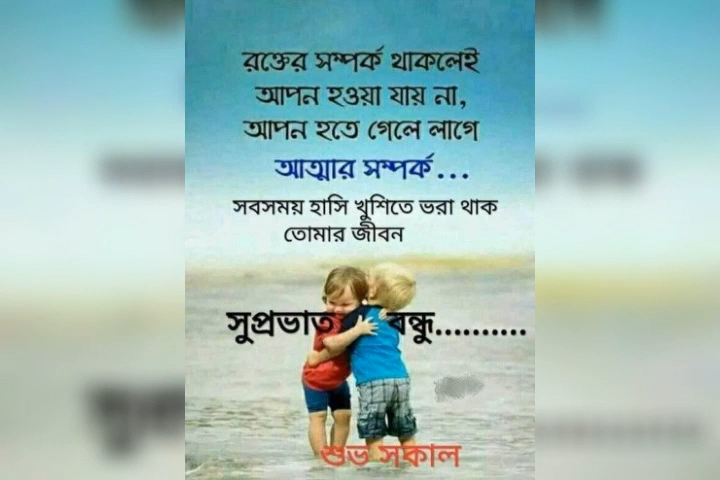 রক্তের সম্পর্ক থাকলেই
আপন হওয়া যায় না,
আপন হতে গেলে লাগে
আত্মার সম্পর্ক...
সবসময় হাসি খুশিতে ভরা থাক
তোমার জীবন
সুপ্রভাত বন্ধু..........
শুভ সকাল